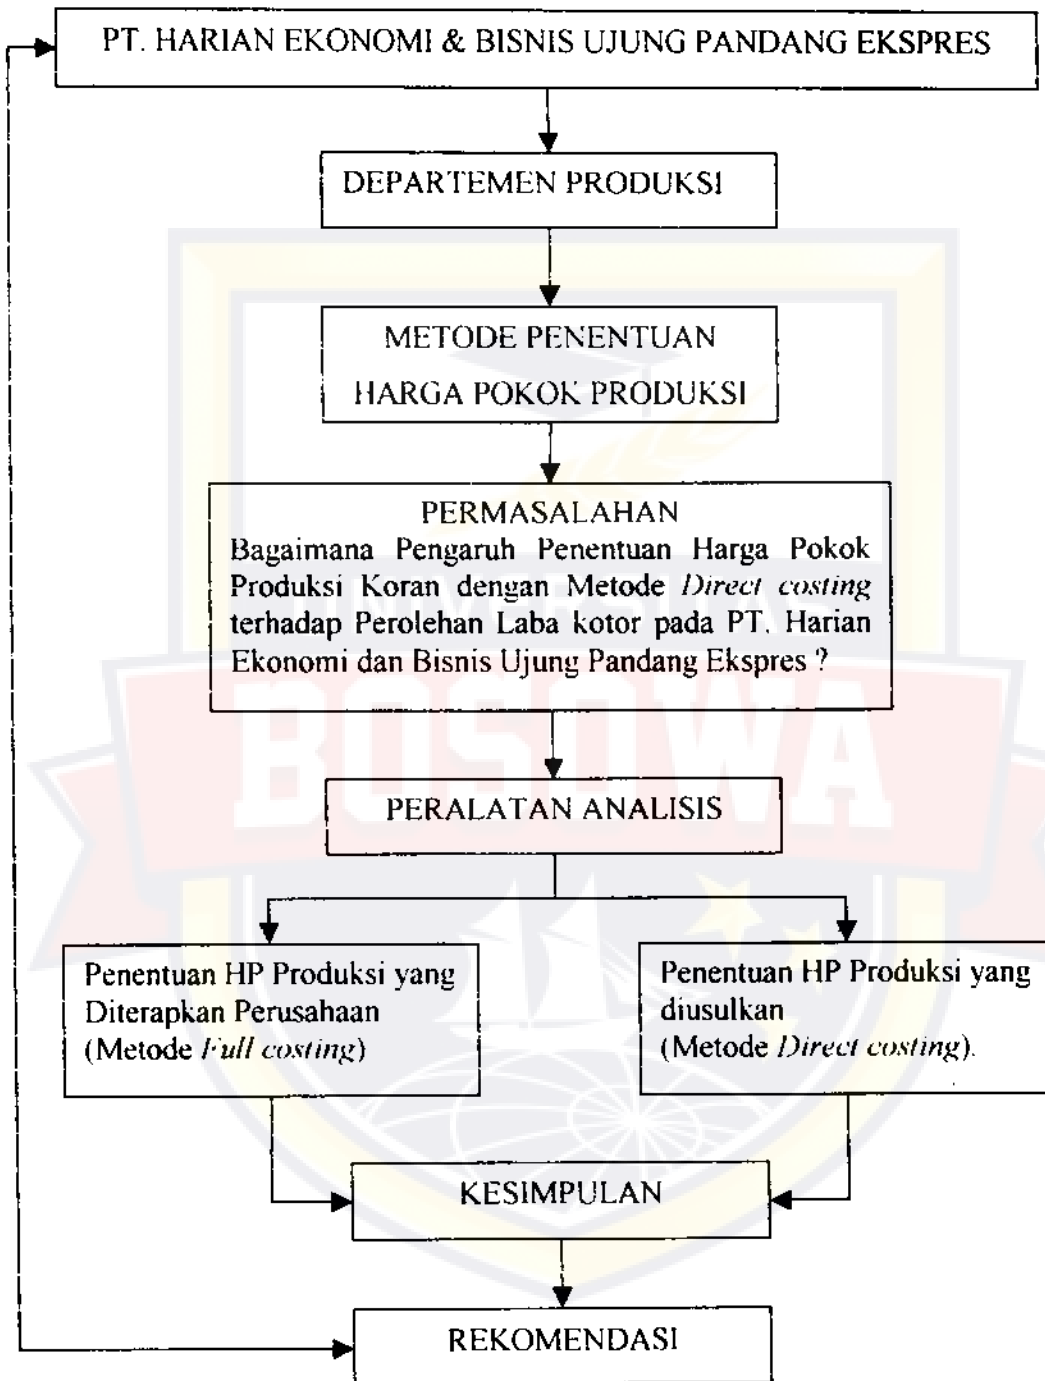 PT. HARIAN EKONOMI & BISNIS UJUNG PANDANG EKSPRES
DEPARTEMEN PRODUKSI
METODE PENENTUAN
HARGA POKOK PRODUKSI
PERMASALAHAN
Bagaimana Pengaruh Penentuan Harga Pokok
Produksi Koran dengan Metode Direct costing
terhadap Perolehan Laba kotor pada PT. Harian
Ekonomi dan Bisnis Ujung Pandang Ekspres ?
UNIVERSITAS
BOSOWA
PERALATAN ANALISIS
Penentuan HP Produksi yang
Diterapkan Perusahaan
(Metode Full costing)
Penentuan HP Produksi yang
diusulkan
(Metode Direct costing).
KESIMPULAN
REKOMENDASI